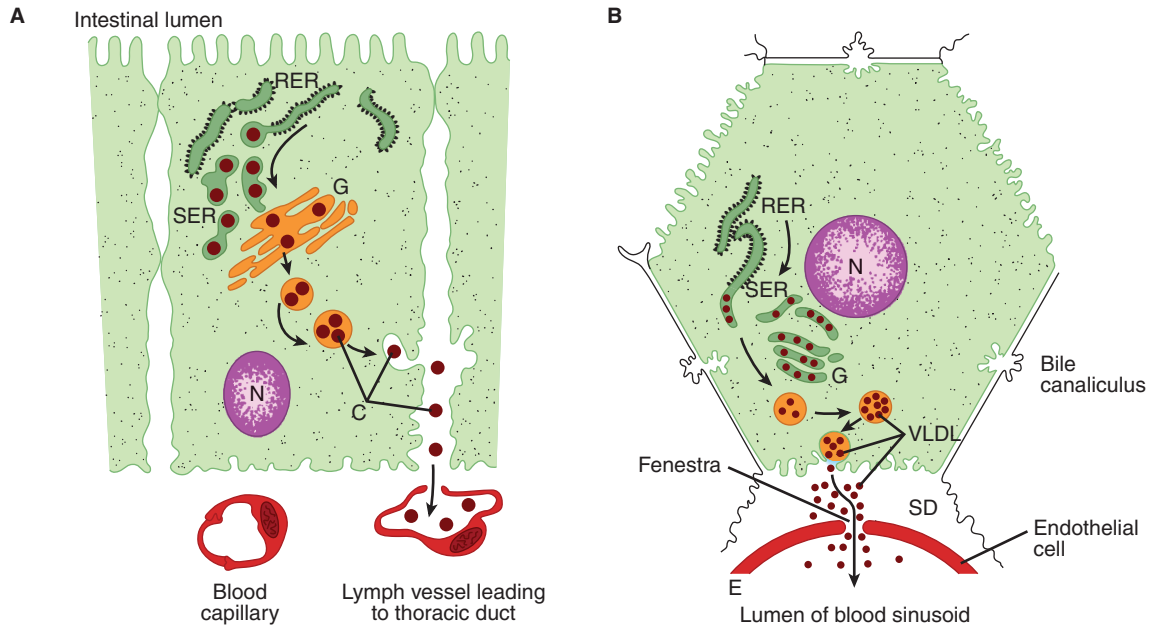 A
Intestinal lumen
RER
G
SER
N
C
Blood
capillary
Lymph vessel leading
to thoracic duct
B
RER
N
SER
G
Bile
canaliculus
VLDL
Fenestra
SD
Endothelial
cell
E
Lumen of blood sinusoid